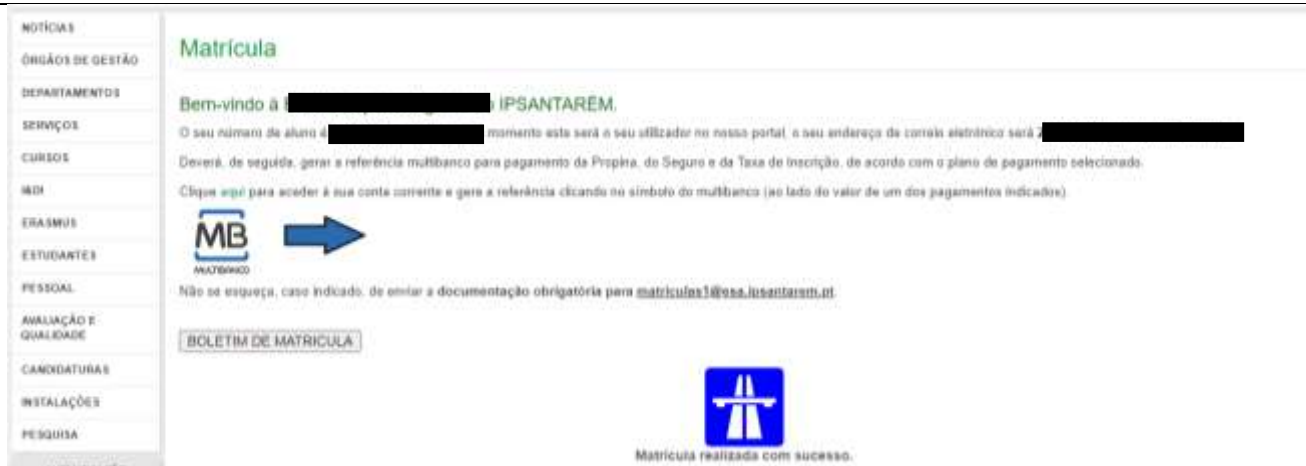 NOTÍCIAS
ÓRGÃOS DE GESTÃO
DEPARTAMENTOS
SERVIÇOS
CURSOS
I&DI
ERASMUS
ESTUDANTES
PESSOAL
AVALIAÇÃO E
QUALIDADE
CANDIDATURAS
INSTALAÇÕES
PESQUISA
Matrícula
Bem-vindo à IPSANTARÉM.
O seu número de aluno é momento este será o seu utilizador no nosso portal, o seu endereço de correio eletrónico será
Deverá, de seguida, gerar a referência multibanco para pagamento da Propina, do Seguro e da Taxa de Inscrição, de acordo com o plano de pagamento selecionado.
Clique aqui para aceder à sua conta corrente e gere a referência clicando no símbolo do multibanco (ao lado do valor de um dos pagamentos indicados).
MB
MULTIBANCO
Não se esqueça, caso indicado, de enviar a documentação obrigatória para matriculas1@esa.ipsantarem.pt.
BOLETIM DE MATRICULA
Matrícula realizada com sucesso.